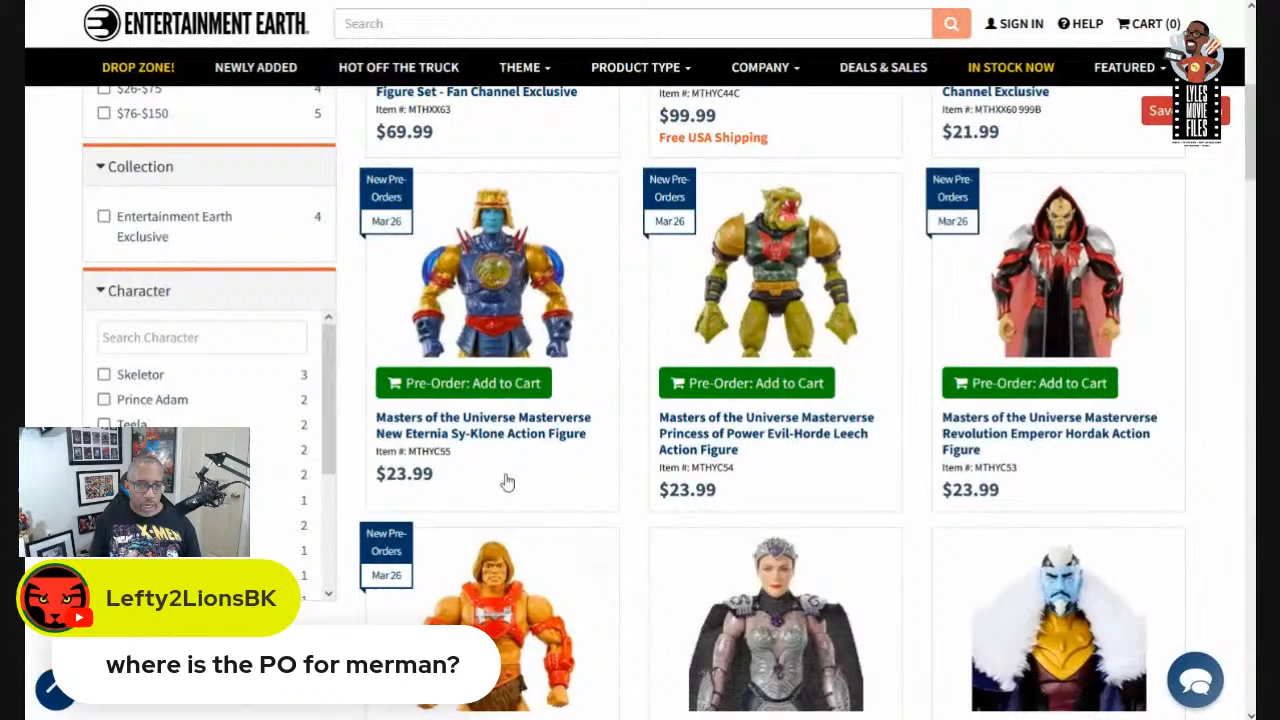 ENTERTAINMENT EARTH
Search
SIGN IN
HELP
CART (0)
DROP ZONE!
NEWLY ADDED
HOT OFF THE TRUCK
THEME
PRODUCT TYPE
COMPANY
DEALS & SALES
IN STOCK NOW
FEATURED
LYLES
MOVIE
FILES
$26-$75 4
$76-$150 5
Collection
Entertainment Earth 4
Exclusive
Character
Search Character
Skeletor 3
Prince Adam 2
Teela 2
2
2
1
2
1
1
Figure Set - Fan Channel Exclusive
Item #: MTHXX63
$69.99
Item #: MTHYC44C
$99.99
Free USA Shipping
Channel Exclusive
Item #: MTHXX60 999B
$21.99
Save
New Pre-
Orders
Mar 26
Pre-Order: Add to Cart
Masters of the Universe Masterverse
New Eternia Sy-Klone Action Figure
Item #: MTHYC55
$23.99
New Pre-
Orders
Mar 26
Pre-Order: Add to Cart
Masters of the Universe Masterverse
Princess of Power Evil-Horde Leech
Action Figure
Item #: MTHYC54
$23.99
New Pre-
Orders
Mar 26
Pre-Order: Add to Cart
Masters of the Universe Masterverse
Revolution Emperor Hordak Action
Figure
Item #: MTHYC53
$23.99
New Pre-
Orders
Mar 26
X-MEN
Lefty2LionsBK
where is the PO for merman?